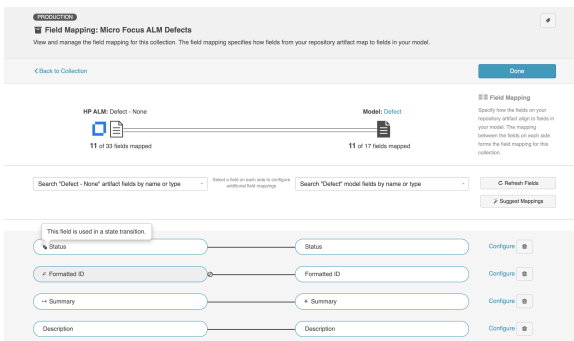 PRODUCTION
Field Mapping: Micro Focus ALM Defects
View and manage the field mapping for this collection. The field mapping specifies how fields from your repository artifact map to fields in your model.
Back to Collection
Done
HP ALM: Defect - None
Model: Defect
11 of 33 fields mapped
11 of 17 fields mapped
Field Mapping
Specify how the fields on your
repository artifact align to fields in
your model. The mapping
between the fields on each side
forms the field mapping for this
collection.
Search "Defect - None" artifact fields by name or type
Select a field on each side to configure
additional field mappings
Search "Defect" model fields by name or type
Refresh Fields
Suggest Mappings
This field is used in a state transition.
Status
Status
Configure
Formatted ID
Formatted ID
Configure
Summary
Summary
Configure
Description
Description
Configure